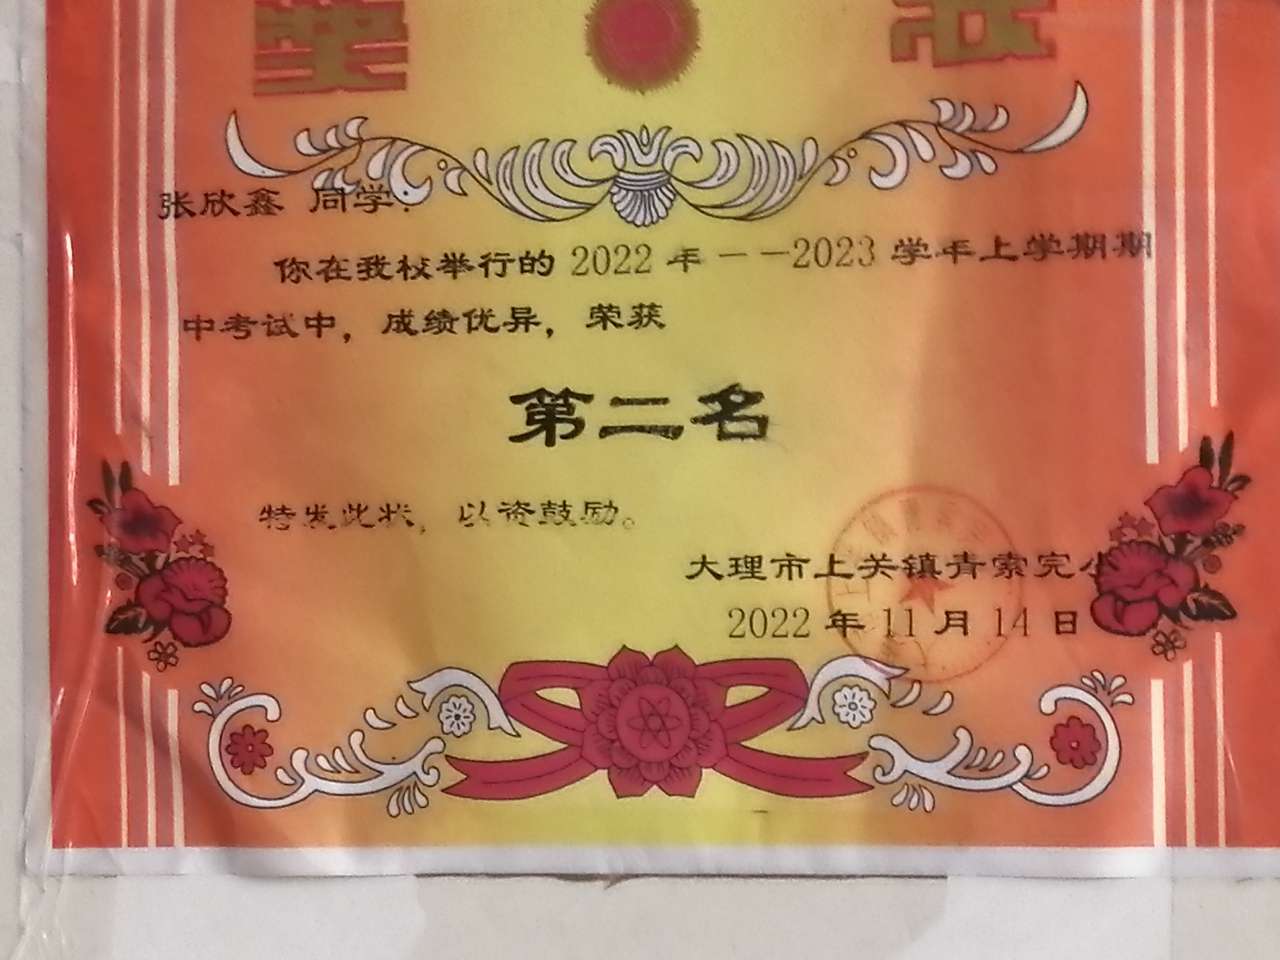 奖 状
张欣鑫 同学：
你在我校举行的 2022 年——2023 学年上学期期
中考试中，成绩优异，荣获
第二名
特发此状，以资鼓励。
大理市上关镇青索完小
2022 年 11 月 14 日